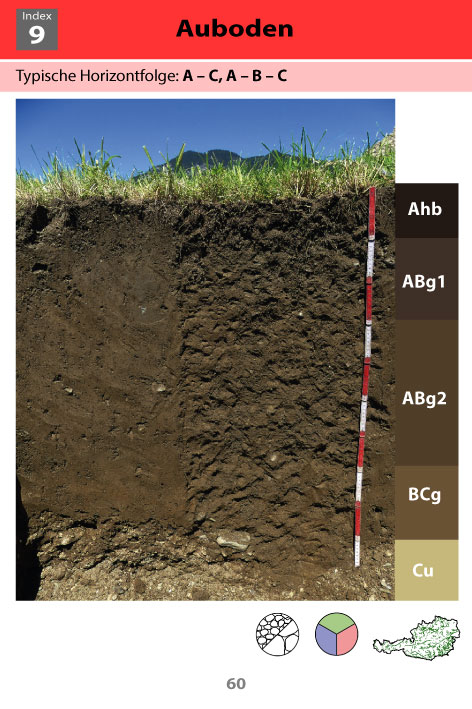 Index
9
Auboden
Typische Horizontfolge: A – C, A – B – C
Ahb
ABg1
ABg2
BCg
Cu
60